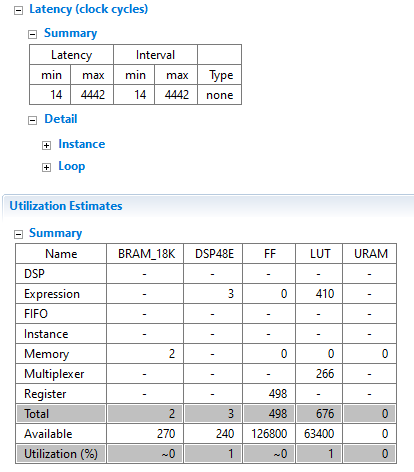 Latency (clock cycles)
Summary
Latency Interval
min max min max Type
14 4442 14 4442 none
Detail
Instance
Loop
Utilization Estimates
Summary
Name BRAM_18K DSP48E FF LUT URAM
DSP - - - - -
Expression - 3 0 410 -
FIFO - - - - -
Instance - - - - -
Memory 2 - 0 0 0
Multiplexer - - - 266 -
Register - - 498 - -
Total 2 3 498 676 0
Available 270 240 126800 63400 0
Utilization (%) ~0 1 ~0 1 0